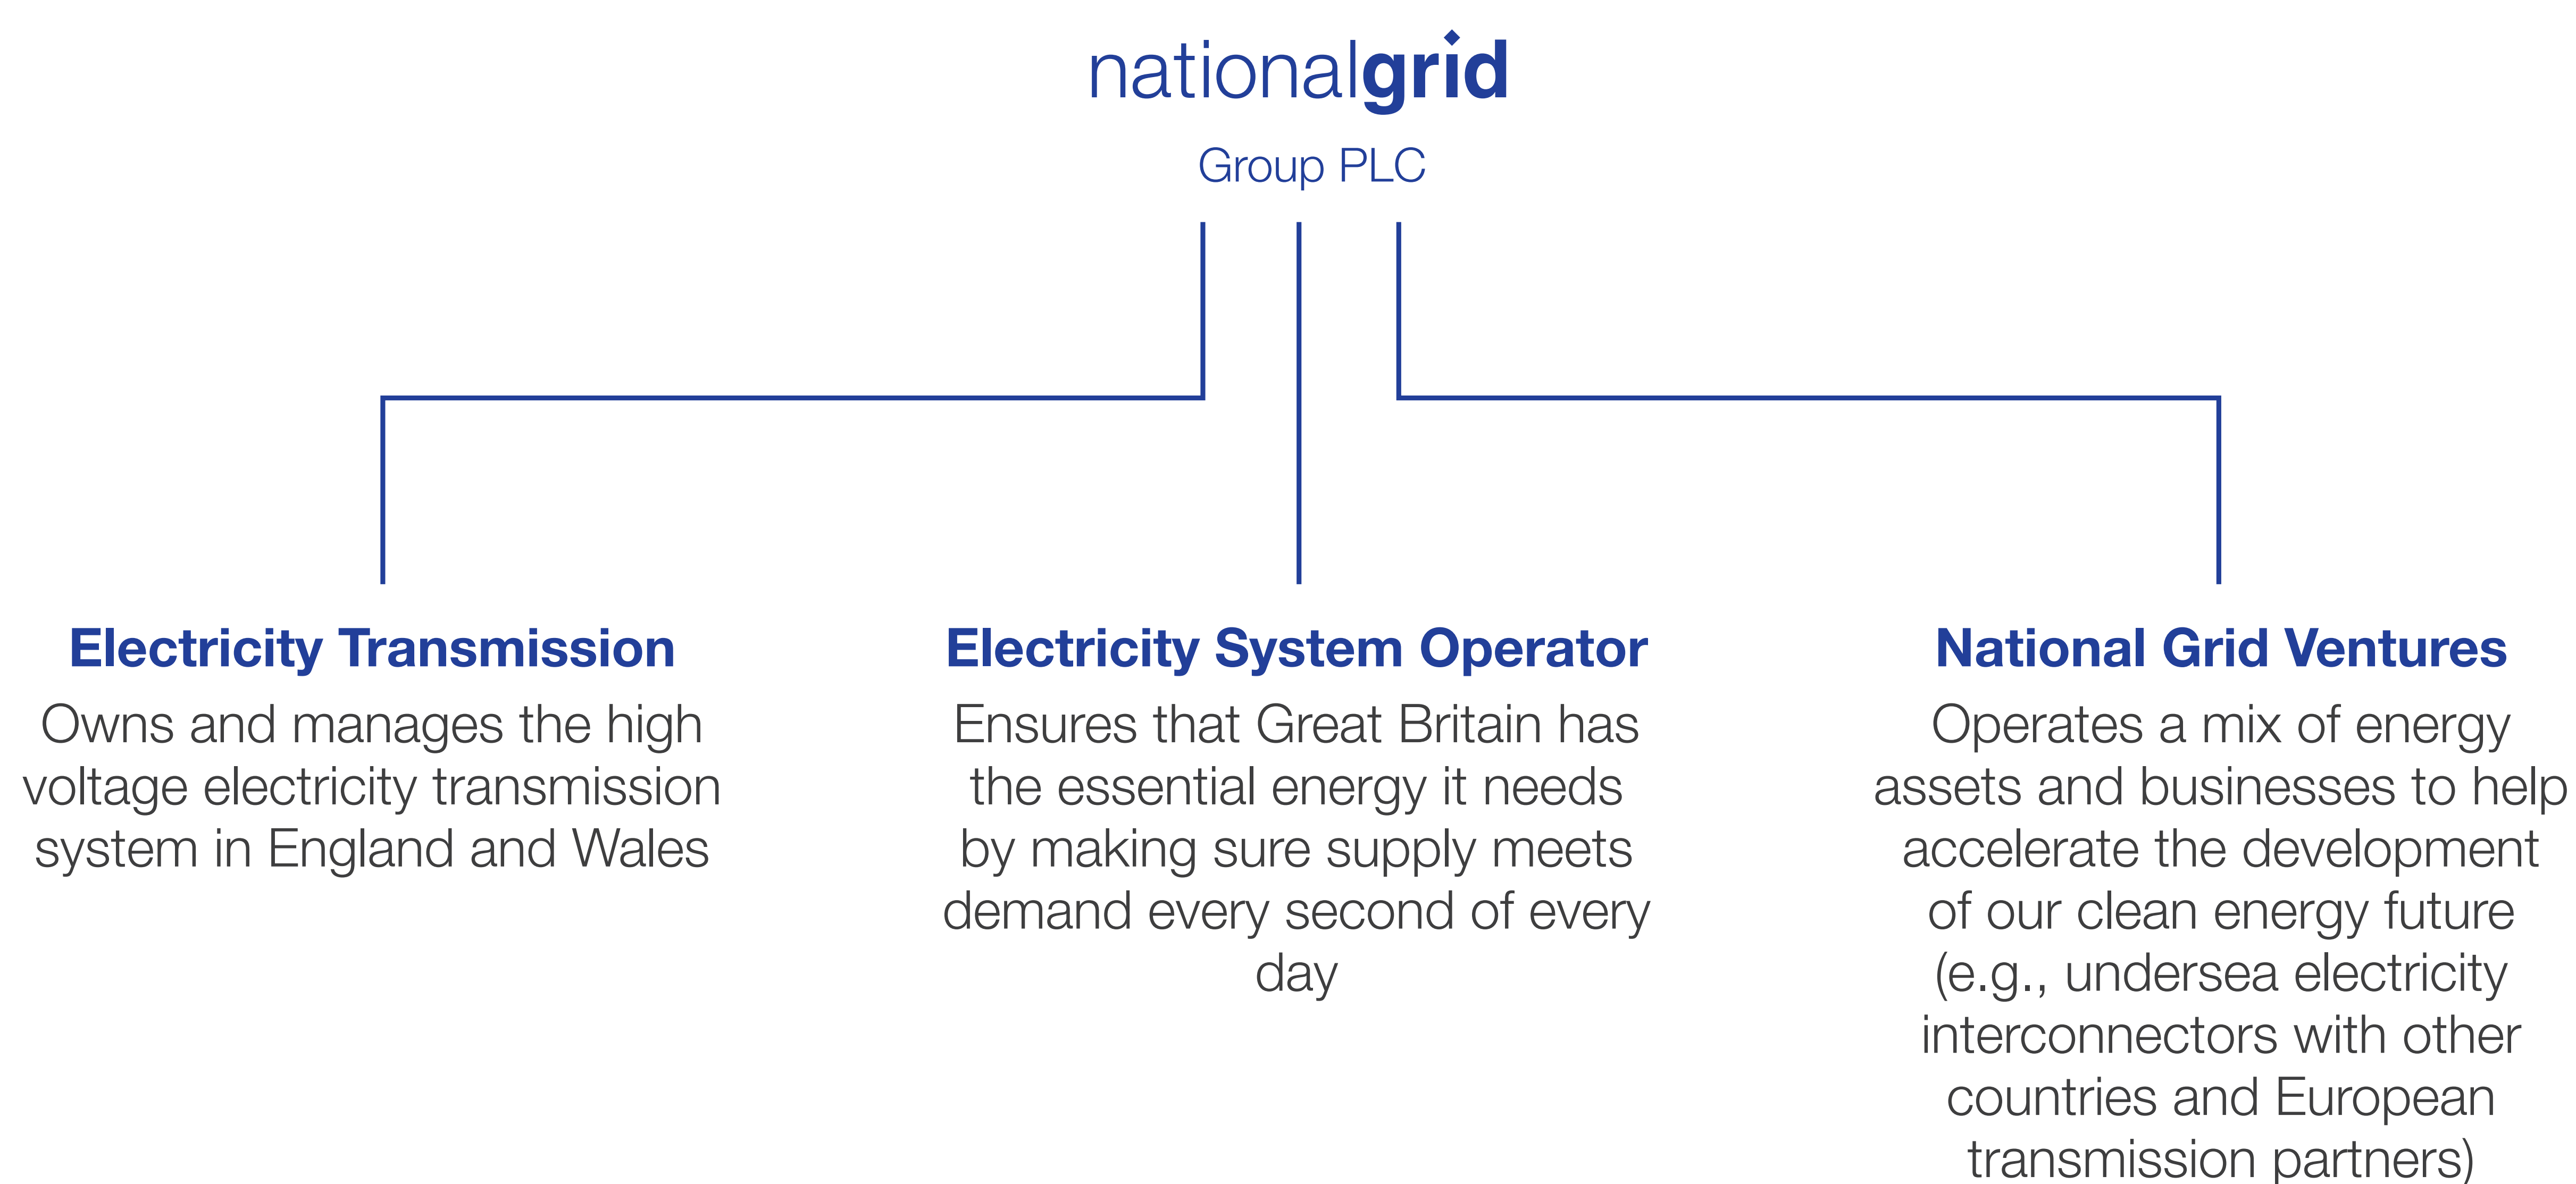 nationalgrid
Group PLC
Electricity Transmission
Owns and manages the high
voltage electricity transmission
system in England and Wales
Electricity System Operator
Ensures that Great Britain has
the essential energy it needs
by making sure supply meets
demand every second of every
day
National Grid Ventures
Operates a mix of energy
assets and businesses to help
accelerate the development
of our clean energy future
(e.g., undersea electricity
interconnectors with other
countries and European
transmission partners)